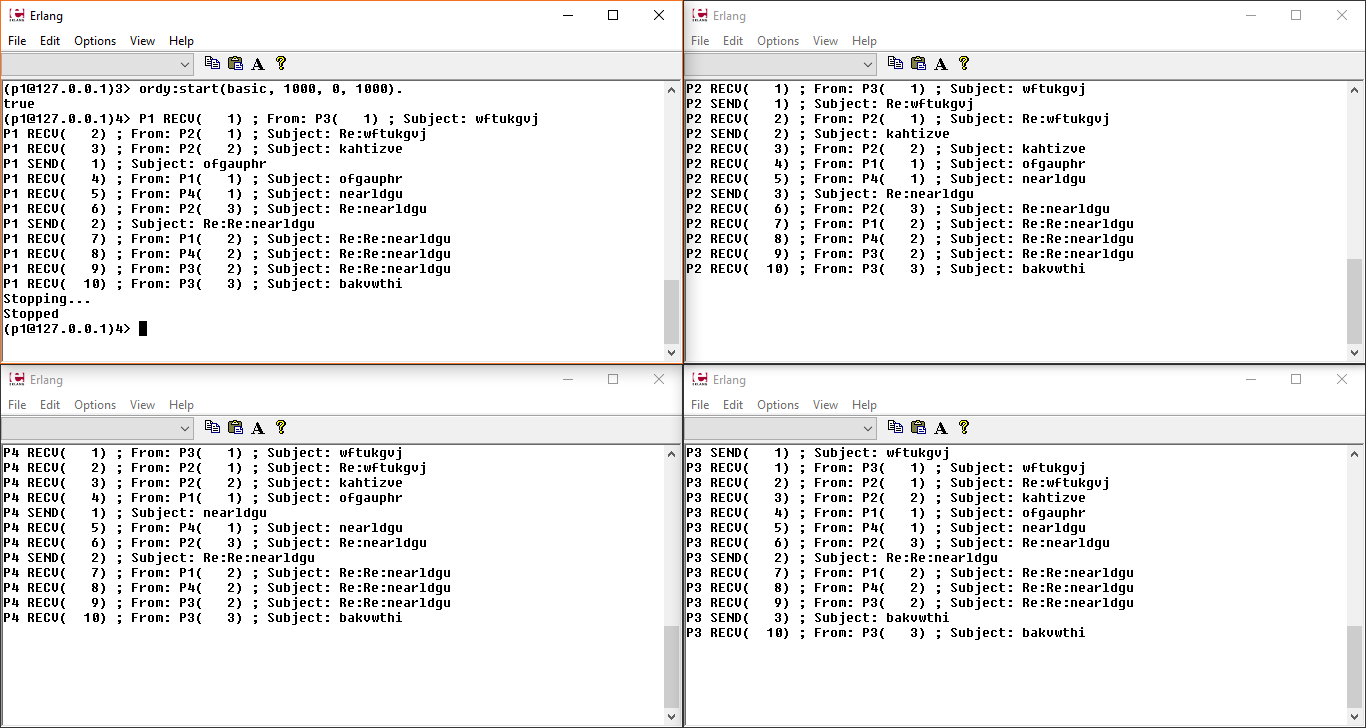 Erlang
File Edit Options View Help
(p1@127.0.0.1)3> ordy:start(basic, 1000, 0, 1000).
true
(p1@127.0.0.1)4> P1 RECV(   1) ; From: P3(   1) ; Subject: wftukgvj
P1 RECV(   2) ; From: P2(   1) ; Subject: Re:wftukgvj
P1 RECV(   3) ; From: P2(   2) ; Subject: kahtizve
P1 SEND(   1) ; Subject: ofgauphr
P1 RECV(   4) ; From: P1(   1) ; Subject: ofgauphr
P1 RECV(   5) ; From: P4(   1) ; Subject: nearldgu
P1 RECV(   6) ; From: P2(   3) ; Subject: Re:nearldgu
P1 SEND(   2) ; Subject: Re:Re:nearldgu
P1 RECV(   7) ; From: P1(   2) ; Subject: Re:Re:nearldgu
P1 RECV(   8) ; From: P4(   2) ; Subject: Re:Re:nearldgu
P1 RECV(   9) ; From: P3(   2) ; Subject: Re:Re:nearldgu
P1 RECV(  10) ; From: P3(   3) ; Subject: bakvwthi
Stopping...
Stopped
(p1@127.0.0.1)4>
Erlang
File Edit Options View Help
P2 RECV(   1) ; From: P3(   1) ; Subject: wftukgvj
P2 SEND(   1) ; Subject: Re:wftukgvj
P2 RECV(   2) ; From: P2(   1) ; Subject: Re:wftukgvj
P2 SEND(   2) ; Subject: kahtizve
P2 RECV(   3) ; From: P2(   2) ; Subject: kahtizve
P2 RECV(   4) ; From: P1(   1) ; Subject: ofgauphr
P2 RECV(   5) ; From: P4(   1) ; Subject: nearldgu
P2 SEND(   3) ; Subject: Re:nearldgu
P2 RECV(   6) ; From: P2(   3) ; Subject: Re:nearldgu
P2 RECV(   7) ; From: P1(   2) ; Subject: Re:Re:nearldgu
P2 RECV(   8) ; From: P4(   2) ; Subject: Re:Re:nearldgu
P2 RECV(   9) ; From: P3(   2) ; Subject: Re:Re:nearldgu
P2 RECV(  10) ; From: P3(   3) ; Subject: bakvwthi
Erlang
File Edit Options View Help
P4 RECV(   1) ; From: P3(   1) ; Subject: wftukgvj
P4 RECV(   2) ; From: P2(   1) ; Subject: Re:wftukgvj
P4 RECV(   3) ; From: P2(   2) ; Subject: kahtizve
P4 RECV(   4) ; From: P1(   1) ; Subject: ofgauphr
P4 SEND(   1) ; Subject: nearldgu
P4 RECV(   5) ; From: P4(   1) ; Subject: nearldgu
P4 RECV(   6) ; From: P2(   3) ; Subject: Re:nearldgu
P4 SEND(   2) ; Subject: Re:Re:nearldgu
P4 RECV(   7) ; From: P1(   2) ; Subject: Re:Re:nearldgu
P4 RECV(   8) ; From: P4(   2) ; Subject: Re:Re:nearldgu
P4 RECV(   9) ; From: P3(   2) ; Subject: Re:Re:nearldgu
P4 RECV(  10) ; From: P3(   3) ; Subject: bakvwthi
Erlang
File Edit Options View Help
P3 SEND(   1) ; Subject: wftukgvj
P3 RECV(   1) ; From: P3(   1) ; Subject: wftukgvj
P3 RECV(   2) ; From: P2(   1) ; Subject: Re:wftukgvj
P3 RECV(   3) ; From: P2(   2) ; Subject: kahtizve
P3 RECV(   4) ; From: P1(   1) ; Subject: ofgauphr
P3 RECV(   5) ; From: P4(   1) ; Subject: nearldgu
P3 RECV(   6) ; From: P2(   3) ; Subject: Re:nearldgu
P3 SEND(   2) ; Subject: Re:Re:nearldgu
P3 RECV(   7) ; From: P1(   2) ; Subject: Re:Re:nearldgu
P3 RECV(   8) ; From: P4(   2) ; Subject: Re:Re:nearldgu
P3 RECV(   9) ; From: P3(   2) ; Subject: Re:Re:nearldgu
P3 SEND(   3) ; Subject: bakvwthi
P3 RECV(  10) ; From: P3(   3) ; Subject: bakvwthi